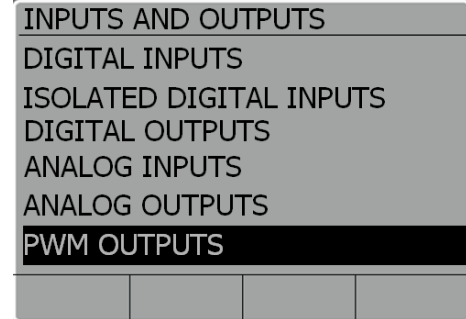 INPUTS AND OUTPUTS
DIGITAL INPUTS
ISOLATED DIGITAL INPUTS
DIGITAL OUTPUTS
ANALOG INPUTS
ANALOG OUTPUTS
PWM OUTPUTS